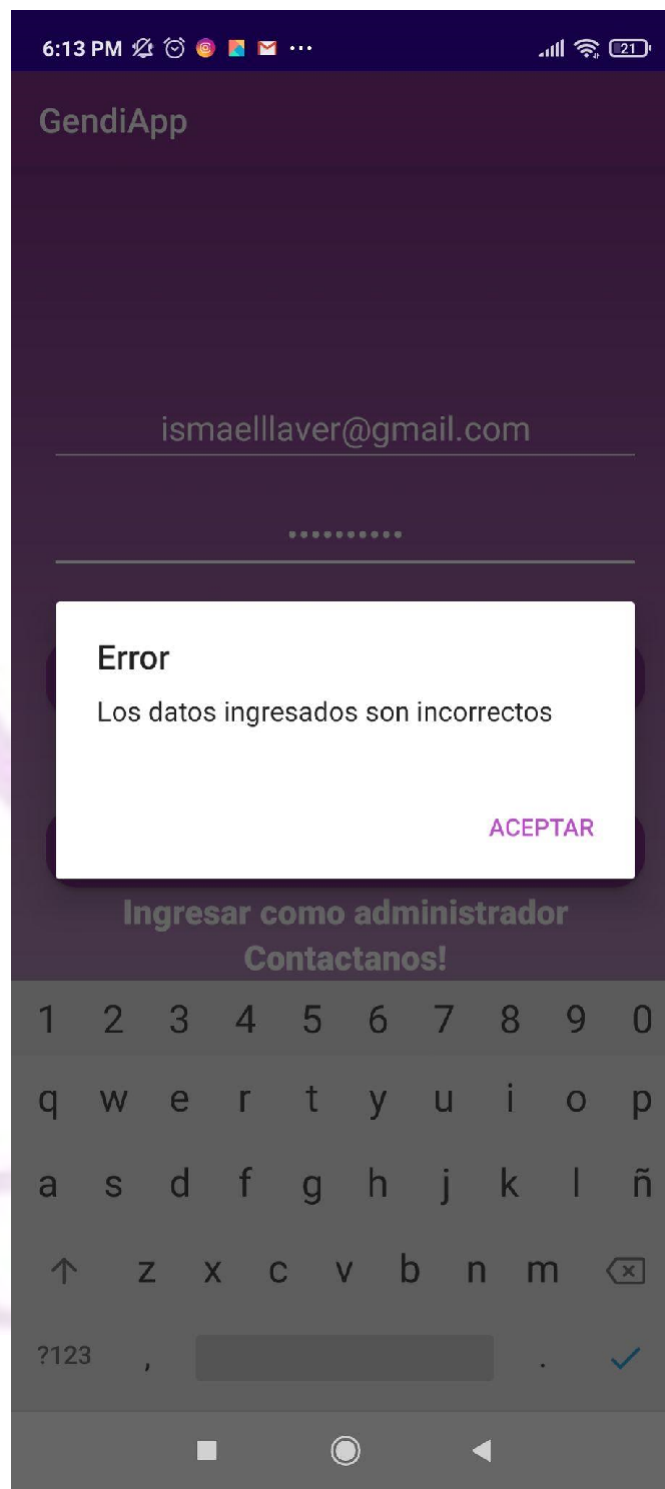 6:13 PM ... 21
GendiApp
ismaelllaver@gmail.com
••••••••••
Error
Los datos ingresados son incorrectos
ACEPTAR
Ingresar como administrador
Contactanos!
1 2 3 4 5 6 7 8 9 0
q w e r t y u i o p
a s d f g h j k l ñ
z x c v b n m
?123 , .